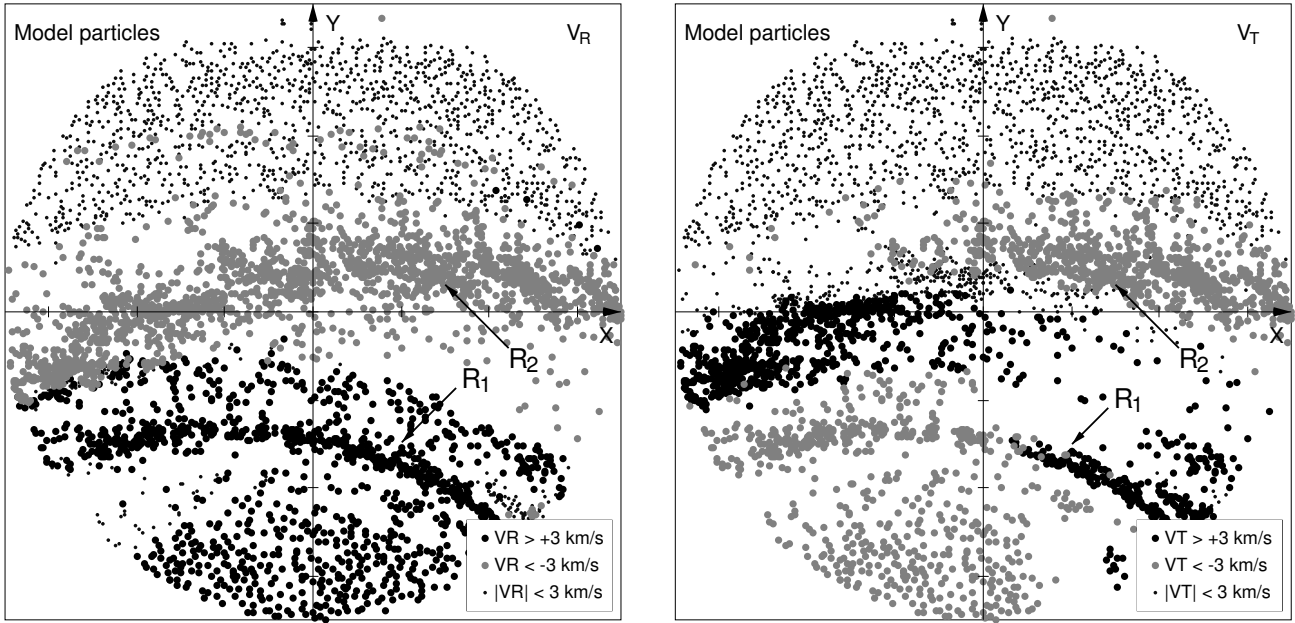 Model particles
Y
V_R
X
R_2
R_1
VR > +3 km/s
VR < -3 km/s
|VR| < 3 km/s
Model particles
Y
V_T
X
R_2
R_1
VT > +3 km/s
VT < -3 km/s
|VT| < 3 km/s